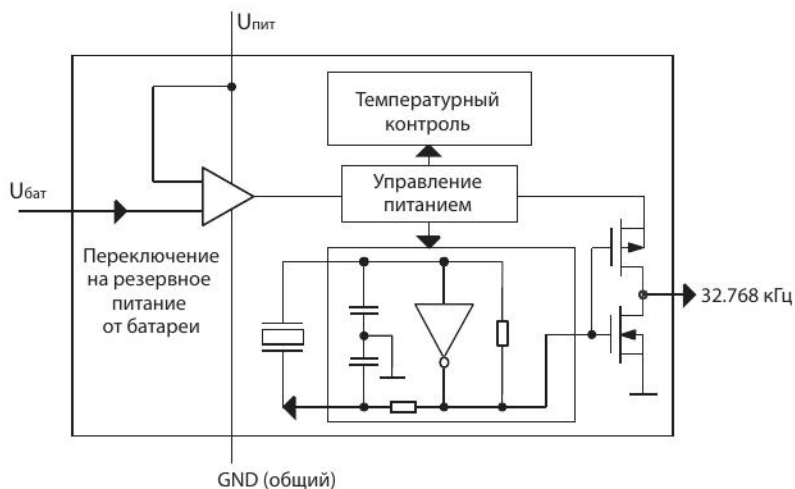 Uпит
Температурный
контроль
Управление
питанием
Uбат
Переключение
на резервное
питание
от батареи
32.768 кГц
GND (общий)